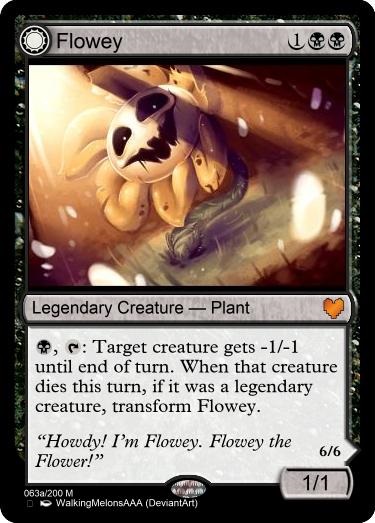 Flowey 1
Legendary Creature — Plant
, : Target creature gets -1/-1
until end of turn. When that creature
dies this turn, if it was a legendary
creature, transform Flowey.
“Howdy! I'm Flowey. Flowey the
Flower!”
6/6
1/1
063a/200 M
WalkingMelonsAAA (DeviantArt)